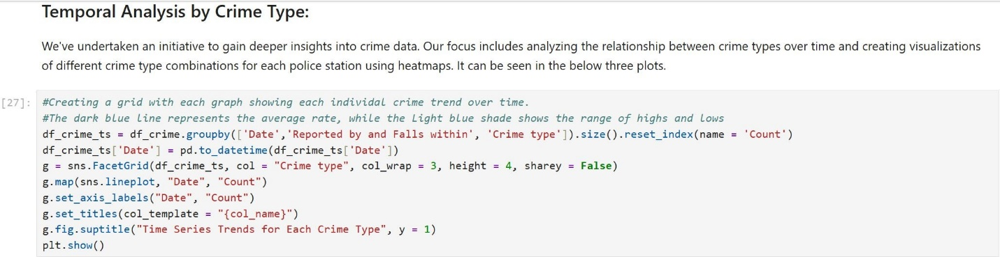 Temporal Analysis by Crime Type:
We've undertaken an initiative to gain deeper insights into crime data. Our focus includes analyzing the relationship between crime types over time and creating visualizations
of different crime type combinations for each police station using heatmaps. It can be seen in the below three plots.
[27]: #Creating a grid with each graph showing each individal crime trend over time.
#The dark blue line represents the average rate, while the Light blue shade shows the range of highs and lows
df_crime_ts = df_crime.groupby(['Date','Reported by and Falls within', 'Crime type']).size().reset_index(name = 'Count')
df_crime_ts['Date'] = pd.to_datetime(df_crime_ts['Date'])
g = sns.FacetGrid(df_crime_ts, col = "Crime type", col_wrap = 3, height = 4, sharey = False)
g.map(sns.lineplot, "Date", "Count")
g.set_axis_labels("Date", "Count")
g.set_titles(col_template = "{col_name}")
g.fig.suptitle("Time Series Trends for Each Crime Type", y = 1)
plt.show()